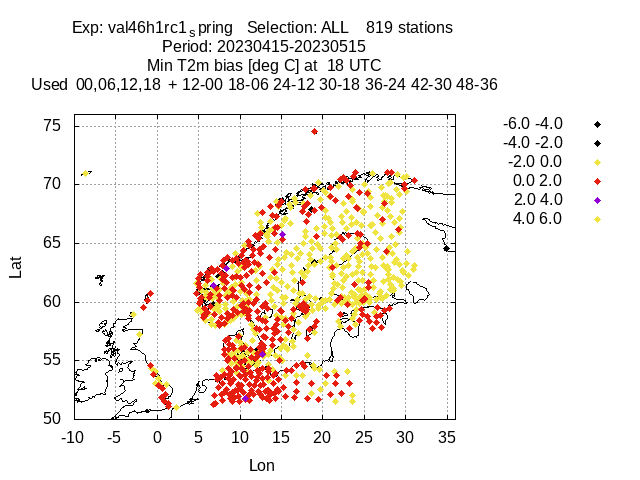 Exp: val46h1rc1spring   Selection: ALL    819 stations
Period: 20230415-20230515
Min T2m bias [deg C] at  18 UTC
Used  00,06,12,18  + 12-00 18-06 24-12 30-18 36-24 42-30 48-36
-6.0 -4.0
-4.0 -2.0
-2.0 0.0
0.0 2.0
2.0 4.0
4.0 6.0
75
70
65
60
55
50
Lat
-10 -5 0 5 10 15 20 25 30 35
Lon